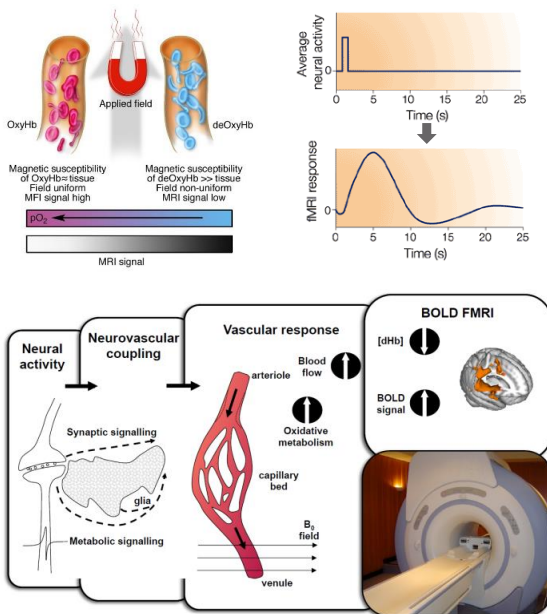 Applied field
OxyHb
deOxyHb
Magnetic susceptibility
of OxyHb≈ tissue
Field uniform
MFI signal high
Magnetic susceptibility
of deOxyHb >> tissue
Field non-uniform
MRI signal low
pO2
MRI signal
Average
neural activity
0
0 5 10 15 20 25
Time (s)
fMRI response
0
0 5 10 15 20 25
Time (s)
Neural
activity
Neurovascular
coupling
Vascular response
BOLD FMRI
Synaptic signalling
glia
Metabolic signalling
arteriole
capillary
bed
venule
B0
field
Blood
flow
Oxidative
metabolism
[dHb]
BOLD
signal